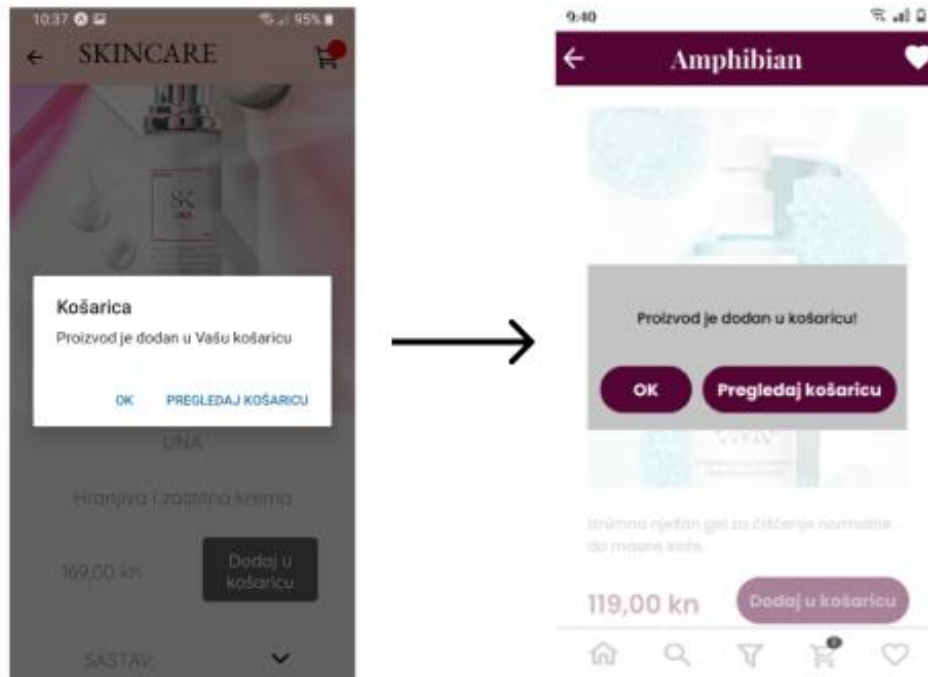 10:37
95%
SKINCARE
SK
UNA
Košarica
Proizvod je dodan u Vašu košaricu
OK PREGLEDAJ KOŠARICU
UNA
Hranjiva i zaštitna krema
169,00 kn
Dodaj u
košaricu
SASTAV:
9:40
Amphibian
Proizvod je dodan u košaricu!
OK Pregledaj košaricu
Iznimno nježan gel za čišćenje normalne
do masne kože.
119,00 kn
Dodaj u košaricu